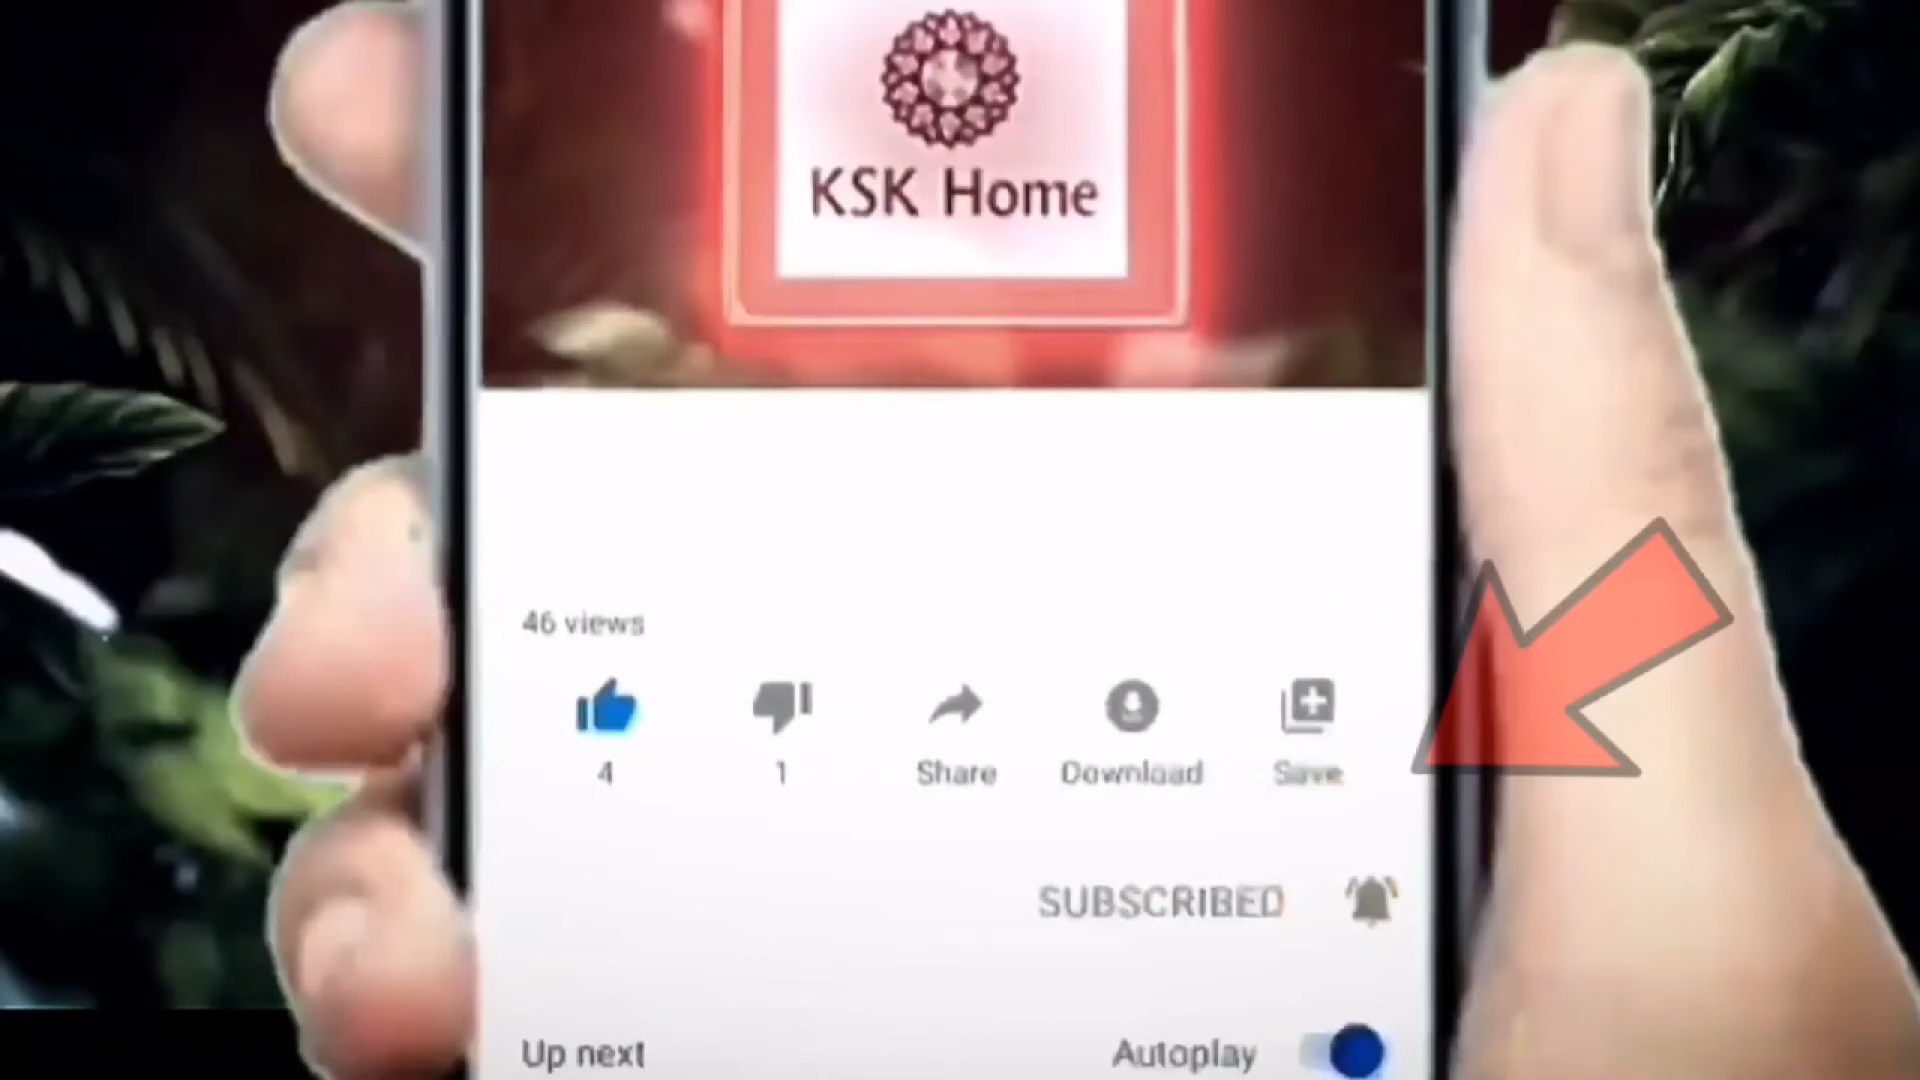 KSK Home
46 views
4 1 Share Download Save
SUBSCRIBED
Up next Autoplay